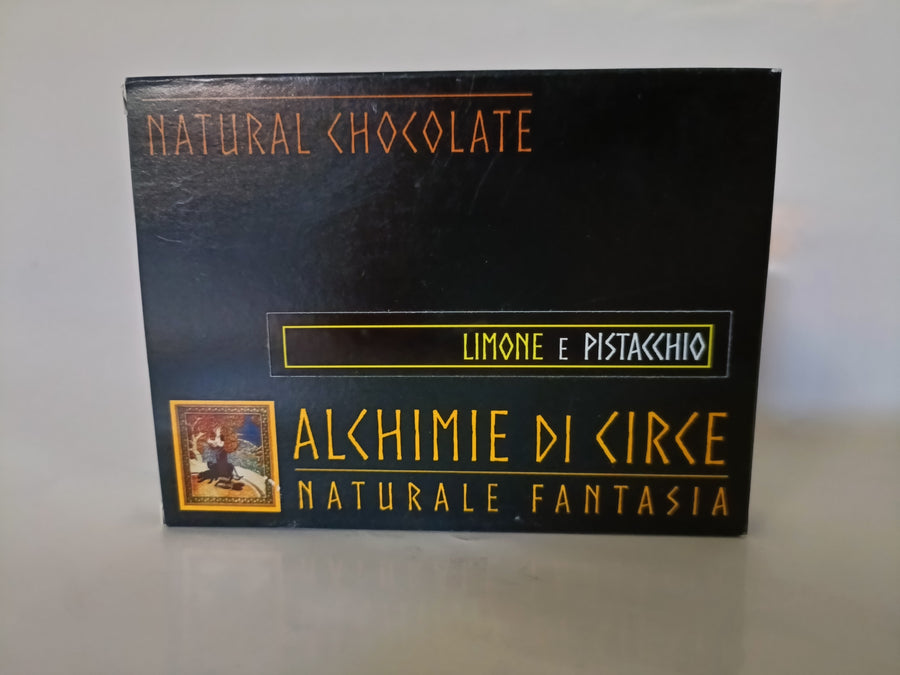 NATURAL CHOCOLATE
LIMONE E PISTACCHIO
ALCHIMIE DI CIRCE
NATURALE FANTASIA